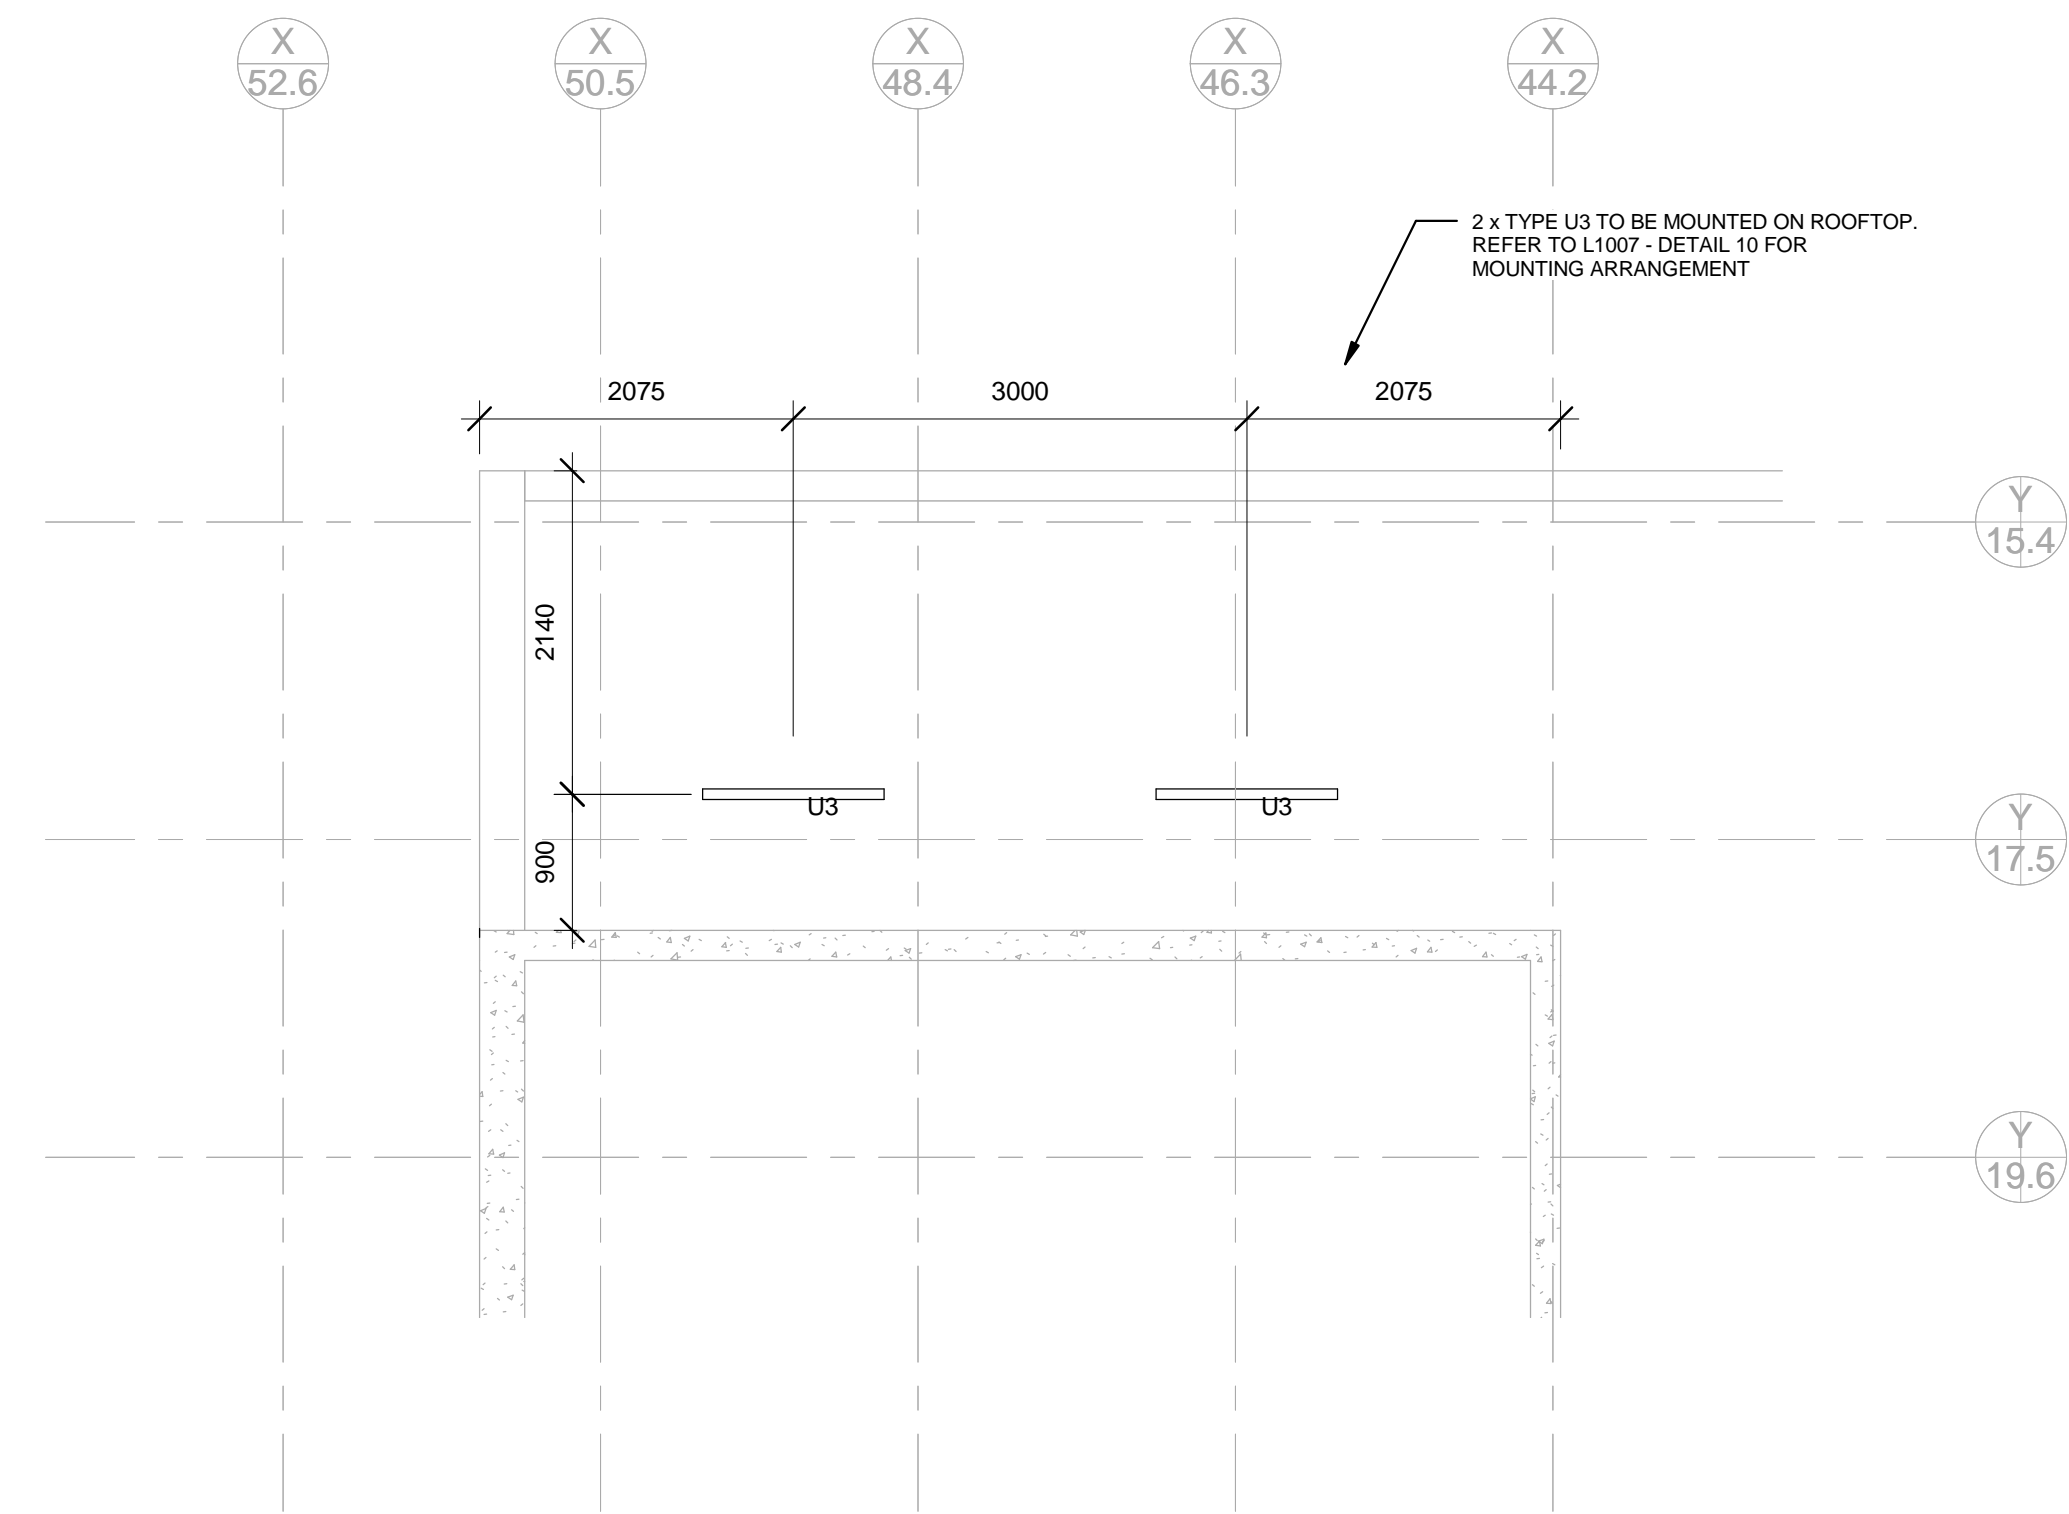 X
52.6
X
50.5
X
48.4
X
46.3
X
44.2
2 x TYPE U3 TO BE MOUNTED ON ROOFTOP.
REFER TO L1007 - DETAIL 10 FOR
MOUNTING ARRANGEMENT
2075
3000
2075
Y
15.4
2140
U3
U3
Y
17.5
900
Y
19.6